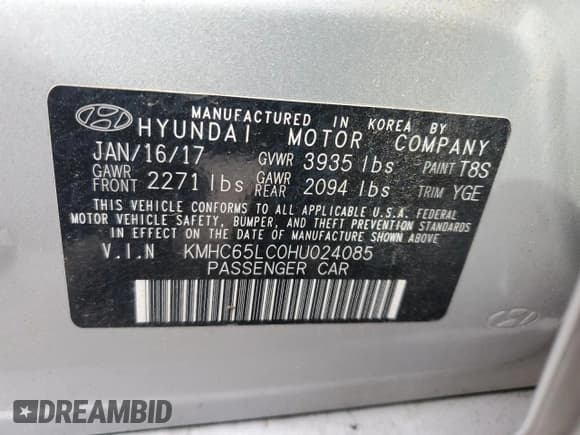 MANUFACTURED IN KOREA BY
HYUNDAI MOTOR COMPANY
JAN/16/17 GVWR 3935 lbs PAINT T8S
GAWR FRONT 2271 lbs GAWR REAR 2094 lbs TRIM YGE
THIS VEHICLE CONFORMS TO ALL APPLICABLE U.S.A. FEDERAL
MOTOR VEHICLE SAFETY, BUMPER, AND THEFT PREVENTION STANDARDS
IN EFFECT ON THE DATE OF MANUFACTURE SHOWN ABOVE
V.I.N KMHC65LC0HU024085
PASSENGER CAR
DREAMBID